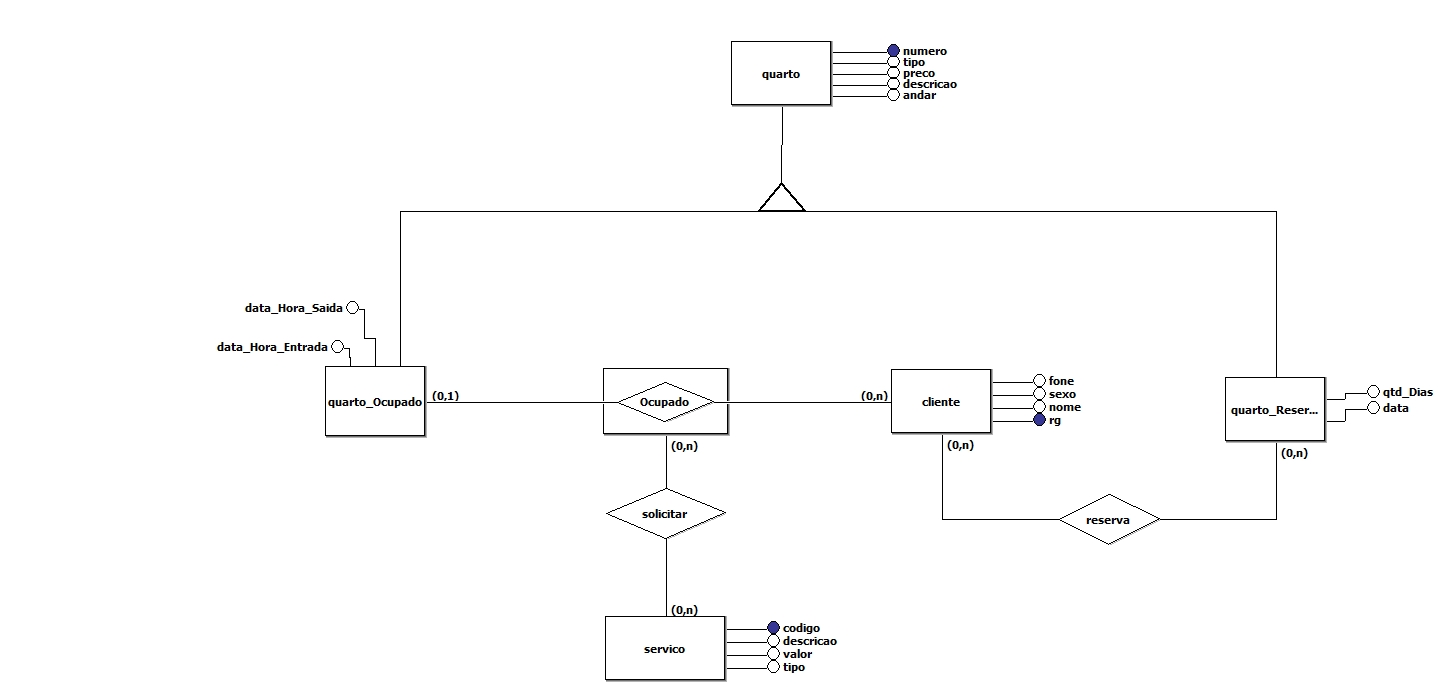 quarto
numero
tipo
preco
descricao
andar
data_Hora_Saida
data_Hora_Entrada
quarto_Ocupado
(0,1)
Ocupado
(0,n)
(0,n)
cliente
fone
sexo
nome
rg
(0,n)
quarto_Reser...
qtd_Dias
data
(0,n)
solicitar
reserva
(0,n)
servico
codigo
descricao
valor
tipo